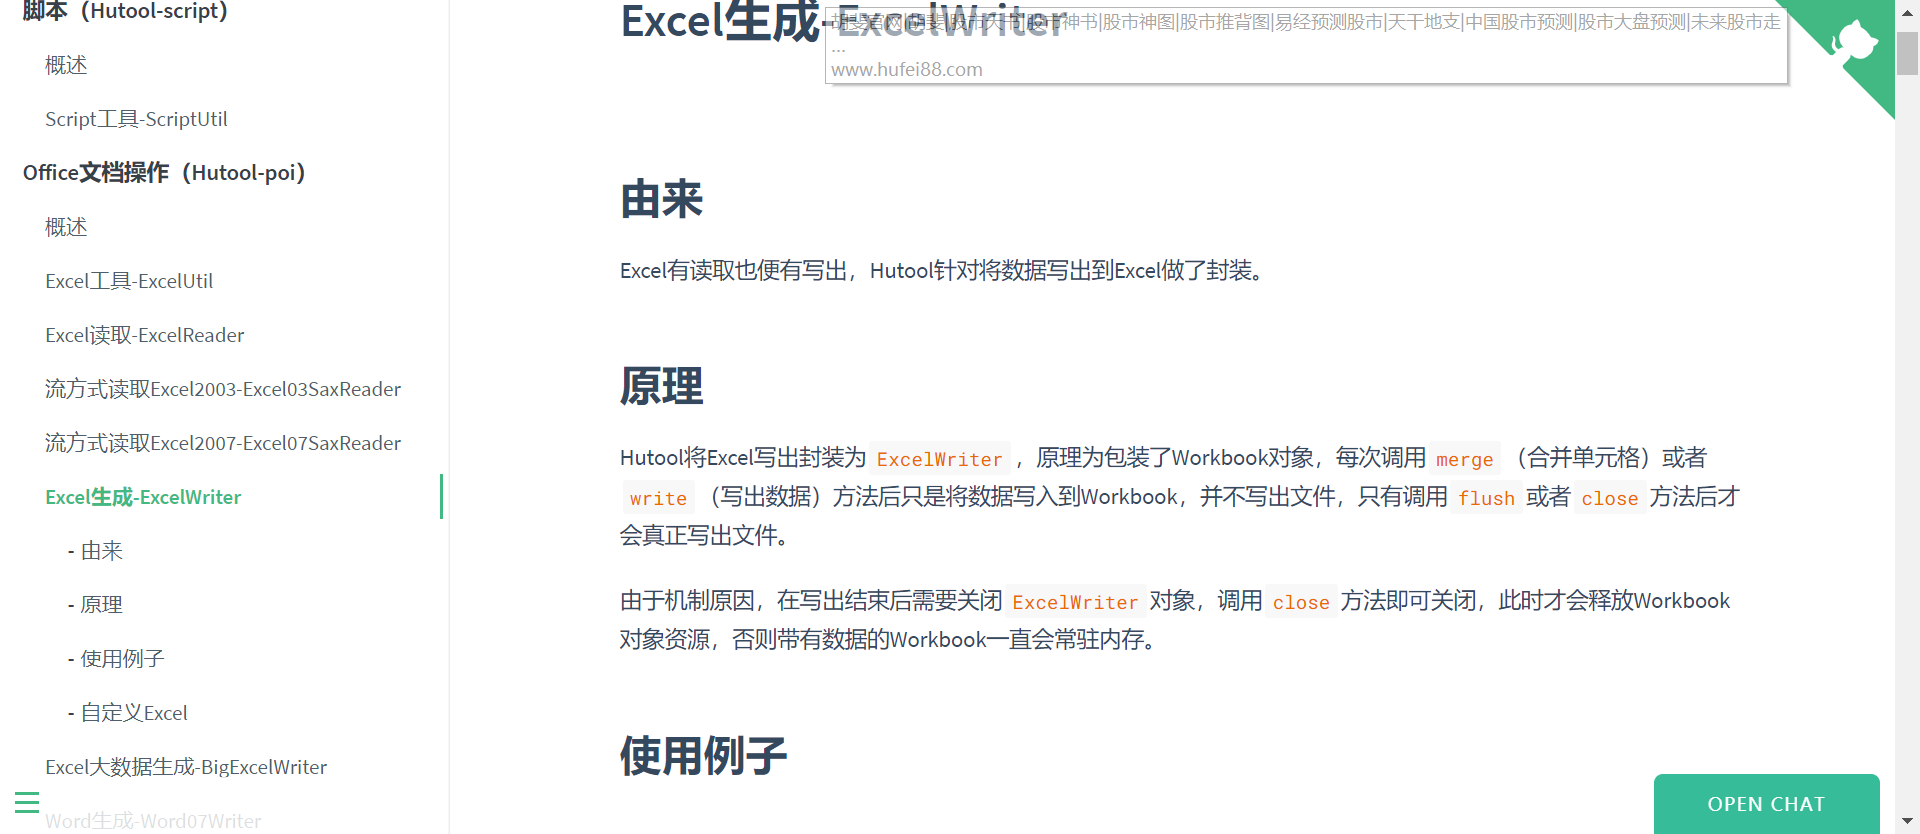 脚本（Hutool-script）
概述
Script工具-ScriptUtil
Office文档操作（Hutool-poi）
概述
Excel工具-ExcelUtil
Excel读取-ExcelReader
流方式读取Excel2003-Excel03SaxReader
流方式读取Excel2007-Excel07SaxReader
Excel生成-ExcelWriter
- 由来
- 原理
- 使用例子
- 自定义Excel
Excel大数据生成-BigExcelWriter
Word生成-Word07Writer
Excel生成-ExcelWriter
胡斐官网|胡斐|股市天书|股市神书|股市神图|股市推背图|易经预测股市|天干地支|中国股市预测|股市大盘预测|未来股市走
...
www.hufei88.com
由来
Excel有读取也便有写出，Hutool针对将数据写出到Excel做了封装。
原理
Hutool将Excel写出封装为 ExcelWriter ，原理为包装了Workbook对象，每次调用 merge （合并单元格）或者
write （写出数据）方法后只是将数据写入到Workbook，并不写出文件，只有调用 flush 或者 close 方法后才
会真正写出文件。
由于机制原因，在写出结束后需要关闭 ExcelWriter 对象，调用 close 方法即可关闭，此时才会释放Workbook
对象资源，否则带有数据的Workbook一直会常驻内存。
使用例子
OPEN CHAT